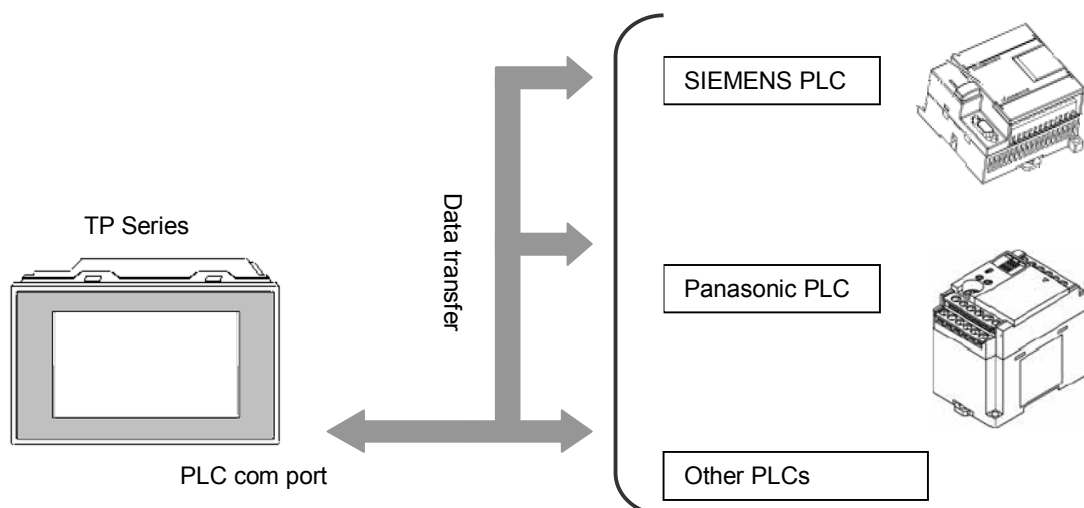 SIEMENS PLC
TP Series
Data transfer
Panasonic PLC
PLC com port
Other PLCs